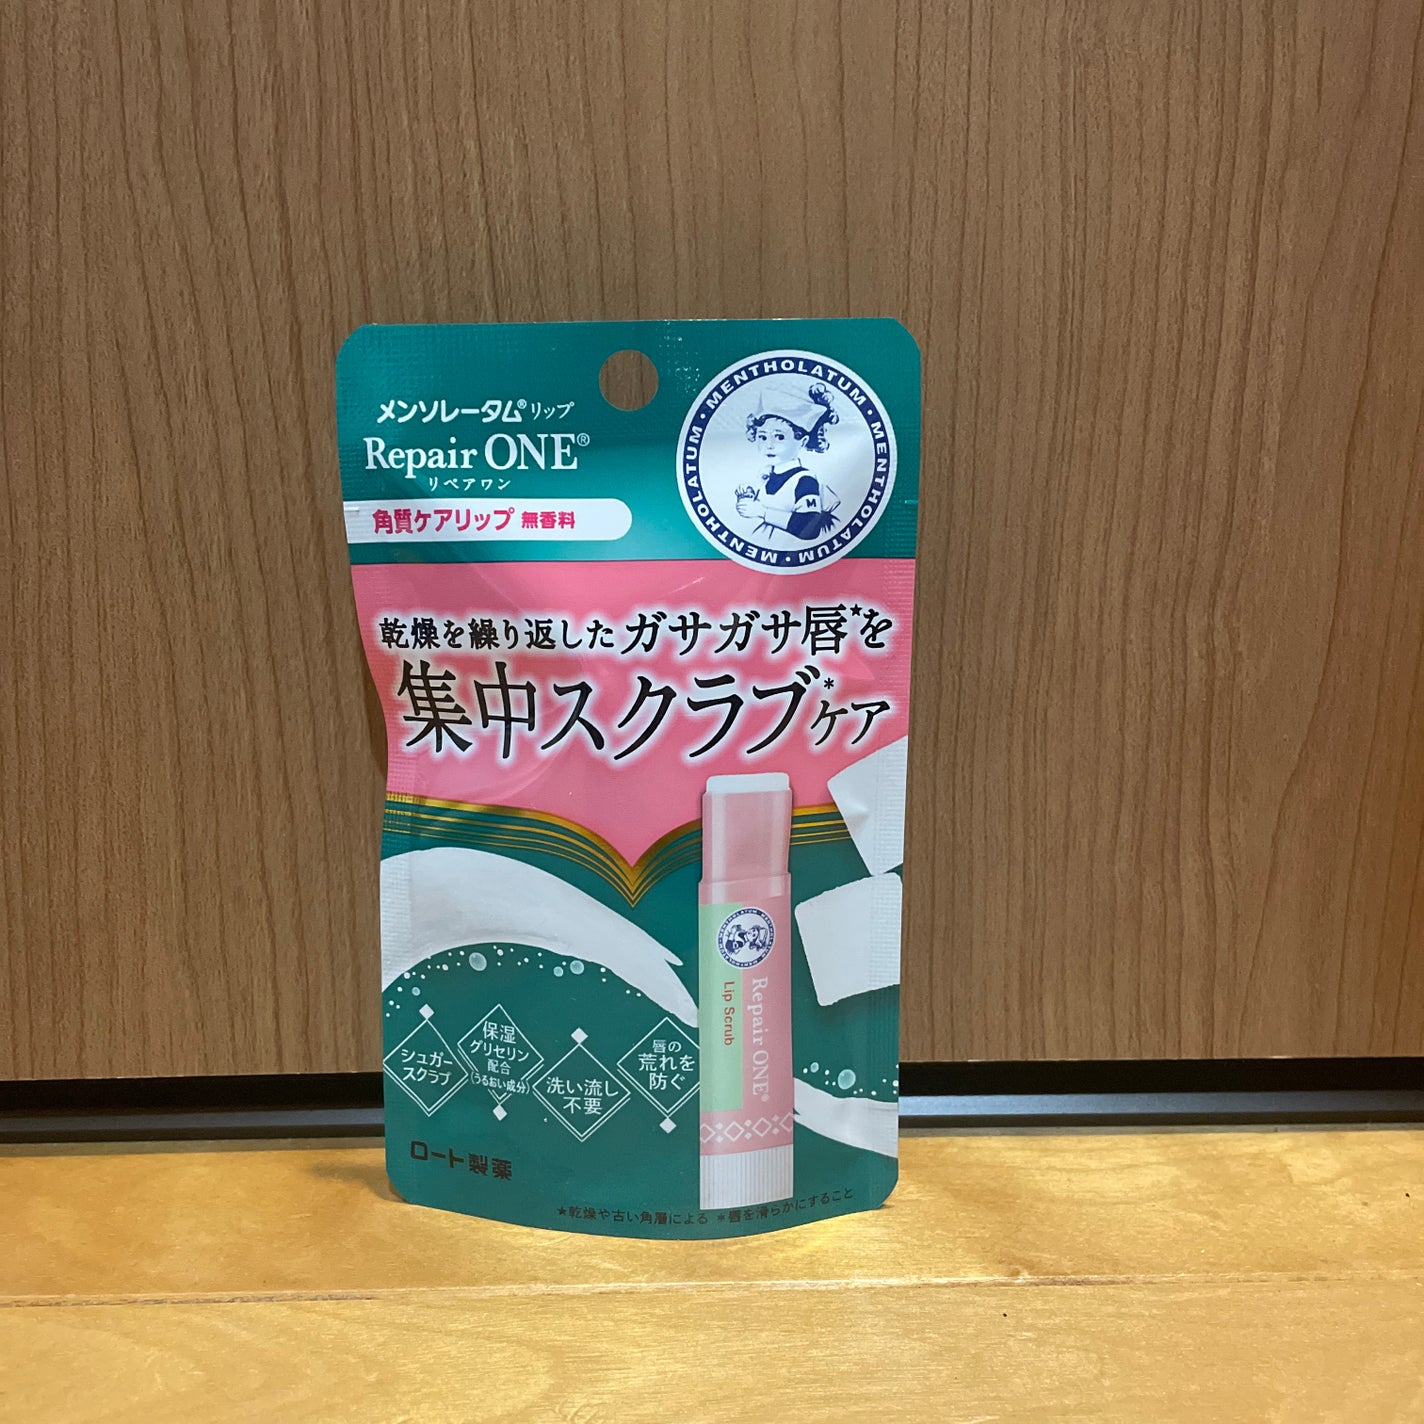 メンソレータム®リップ
Repair ONE®
リペアワン
角質ケアリップ 無香料
MENTHOLATUM・MENTHOLATUM・MENTHOLATUM・
M
乾燥を繰り返したガサガサ唇★を
集中スクラブ*ケア
Repair ONE®
Lip Scrub
シュガー
スクラブ
保湿
グリセリン
配合
(うるおい成分)
洗い流し
不要
唇の
荒れを
防ぐ
ロート製薬
★乾燥や古い角層による *唇を滑らかにすること